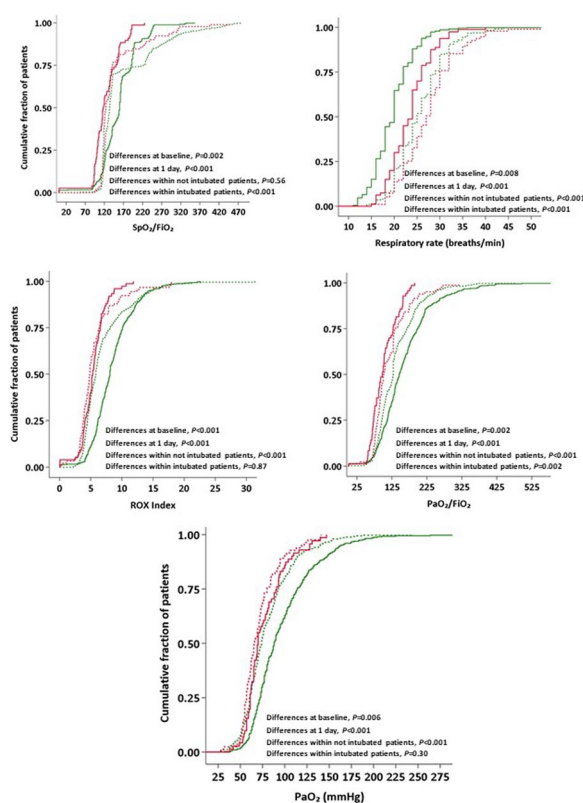 Cumulative fraction of patients
1.00
0.75
0.50
0.25
0.00
Differences at baseline, P=0.002
Differences at 1 day, P<0.001
Differences within not intubated patients, P=0.56
Differences within intubated patients, P<0.001
20 70 120 170 220 270 320 370 420 470
SpO₂/FiO₂
Cumulative fraction of patients
1.00
0.75
0.50
0.25
0.00
Differences at baseline, P=0.008
Differences at 1 day, P<0.001
Differences within not intubated patients, P<0.001
Differences within intubated patients, P<0.001
10 15 20 25 30 35 40 45 50
Respiratory rate (breaths/min)
Cumulative fraction of patients
1.00
0.75
0.50
0.25
0.00
Differences at baseline, P<0.001
Differences at 1 day, P<0.001
Differences within not intubated patients, P<0.001
Differences within intubated patients, P=0.87
0 5 10 15 20 25 30
ROX Index
Cumulative fraction of patients
1.00
0.75
0.50
0.25
0.00
Differences at baseline, P=0.002
Differences at 1 day, P<0.001
Differences within not intubated patients, P<0.001
Differences within intubated patients, P=0.002
25 125 225 325 425 525
PaO₂/FiO₂
Cumulative fraction of patients
1.00
0.75
0.50
0.25
0.00
Differences at baseline, P=0.006
Differences at 1 day, P<0.001
Differences within not intubated patients, P<0.001
Differences within intubated patients, P=0.30
0 25 50 75 100 125 150 175 200 225 250 275
PaO₂ (mmHg)